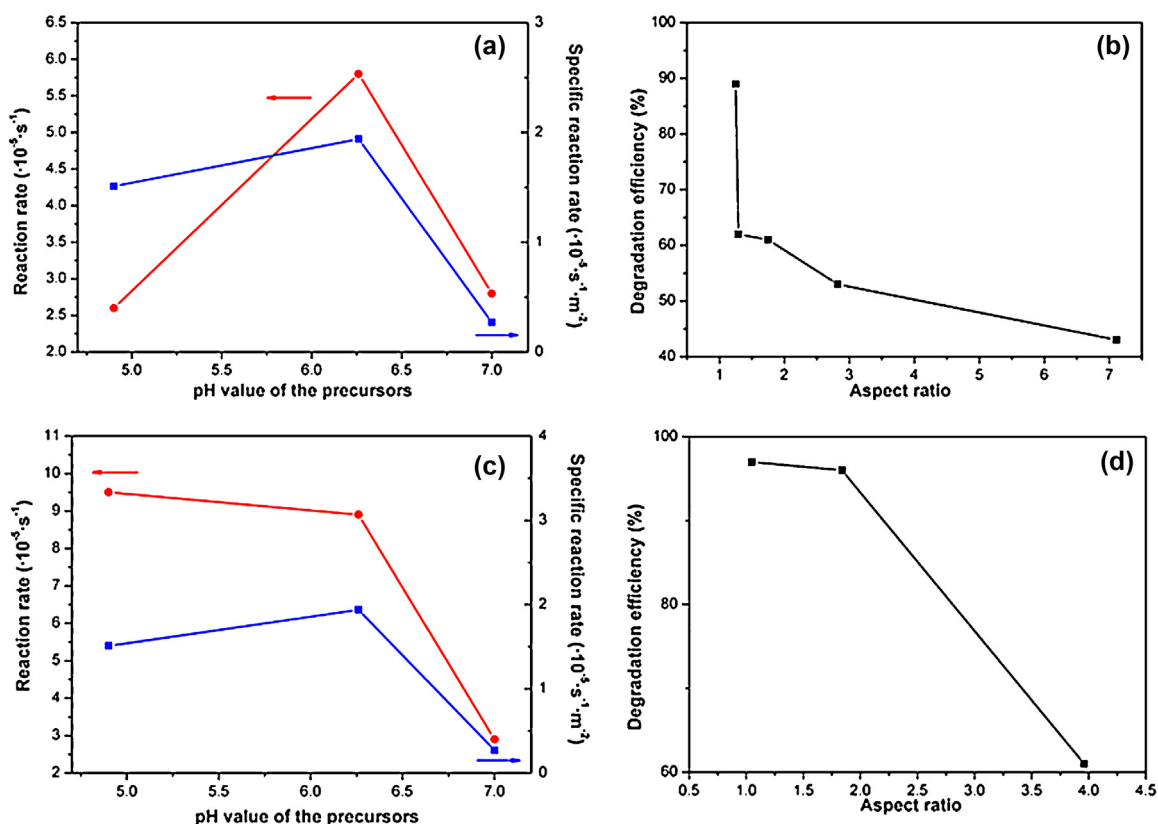 (a)
Reaction rate (·10⁻⁵·s⁻¹)
6.5
6.0
5.5
5.0
4.5
4.0
3.5
3.0
2.5
2.0
5.0 5.5 6.0 6.5 7.0
pH value of the precursors
3
2
1
0
Specific reaction rate (·10⁻⁵·s⁻¹·m⁻²)
(b)
Degradation efficiency (%)
100
90
80
70
60
50
40
1 2 3 4 5 6 7
Aspect ratio
(c)
Reaction rate (·10⁻⁵·s⁻¹)
11
10
9
8
7
6
5
4
3
2
5.0 5.5 6.0 6.5 7.0
pH value of the precursors
4
3
2
1
0
Specific reaction rate (·10⁻⁵·s⁻¹·m⁻²)
(d)
Degradation efficiency (%)
100
80
60
0.5 1.0 1.5 2.0 2.5 3.0 3.5 4.0 4.5
Aspect ratio